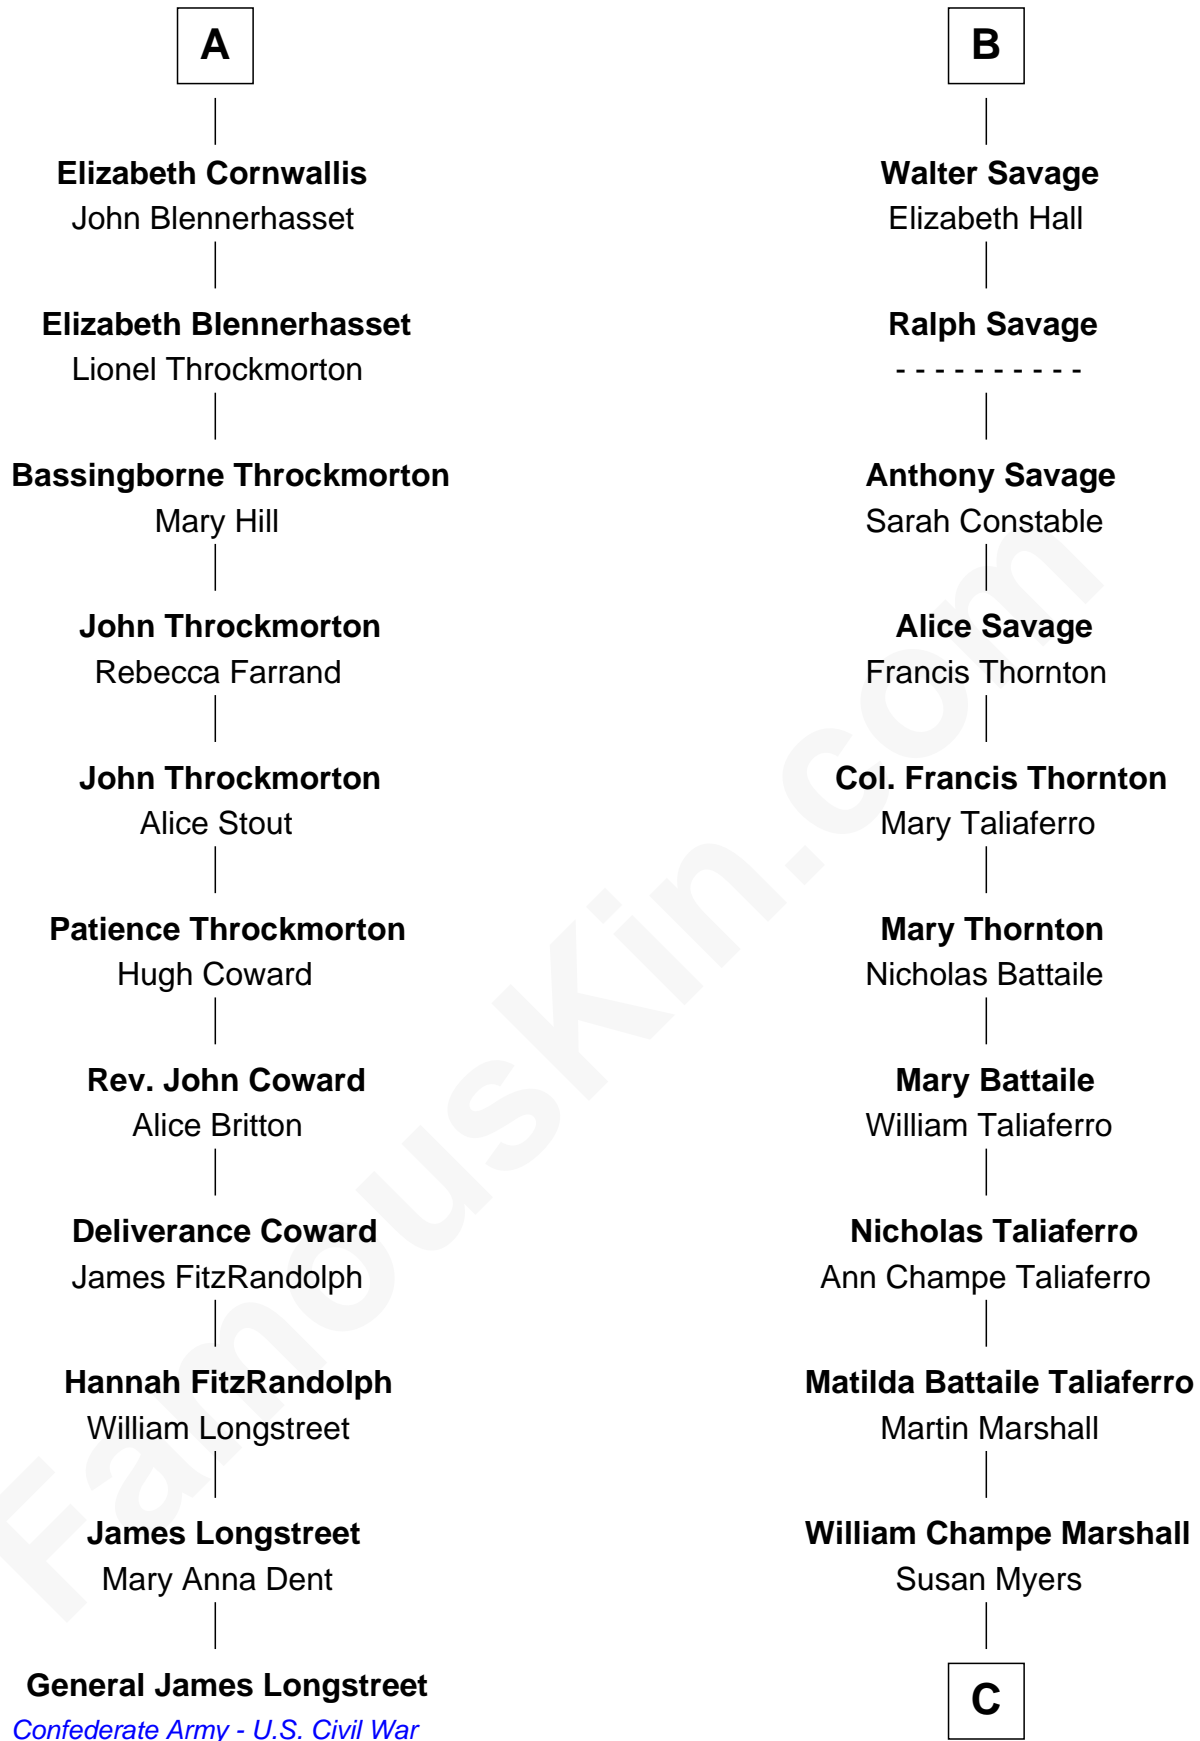 A
Elizabeth Cornwallis
John Blennerhasset
Elizabeth Blennerhasset
Lionel Throckmorton
Bassingborne Throckmorton
Mary Hill
John Throckmorton
Rebecca Farrand
John Throckmorton
Alice Stout
Patience Throckmorton
Hugh Coward
Rev. John Coward
Alice Britton
Deliverance Coward
James FitzRandolph
Hannah FitzRandolph
William Longstreet
James Longstreet
Mary Anna Dent
General James Longstreet
Confederate Army - U.S. Civil War
B
Walter Savage
Elizabeth Hall
Ralph Savage
- - - - - - - - - -
Anthony Savage
Sarah Constable
Alice Savage
Francis Thornton
Col. Francis Thornton
Mary Taliaferro
Mary Thornton
Nicholas Battaile
Mary Battaile
William Taliaferro
Nicholas Taliaferro
Ann Champe Taliaferro
Matilda Battaile Taliaferro
Martin Marshall
William Champe Marshall
Susan Myers
C
FamousKin.com